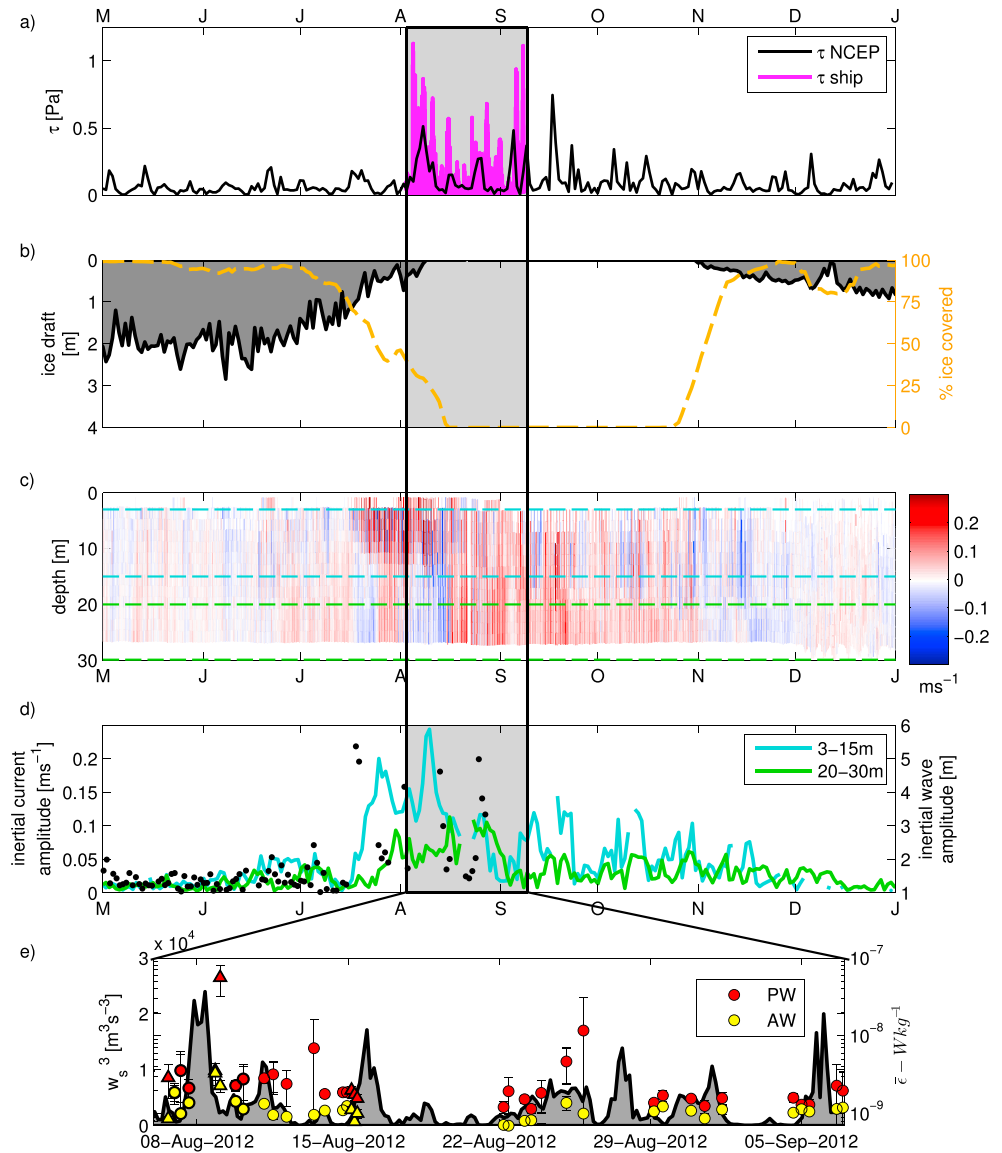 a)
M J J A S O N D J
τ [Pa]
1
0.5
0
τ NCEP
τ ship
b)
ice draft
[m]
0
1
2
3
4
100
75
50
25
0
% ice covered
c)
depth [m]
0
10
20
30
0.2
0.1
0
−0.1
−0.2
ms⁻¹
M J J A S O N D J
d)
inertial current
amplitude [ms⁻¹]
0.2
0.15
0.1
0.05
0
3−15m
20−30m
6
5
4
3
2
1
inertial wave
amplitude [m]
M J J A S O N D J
e)
x 10⁴
wₛ³ [m³s⁻³]
3
2
1
0
PW
AW
10⁻⁷
10⁻⁸
10⁻⁹
ε̅ − Wkg⁻¹
08−Aug−2012 15−Aug−2012 22−Aug−2012 29−Aug−2012 05−Sep−2012